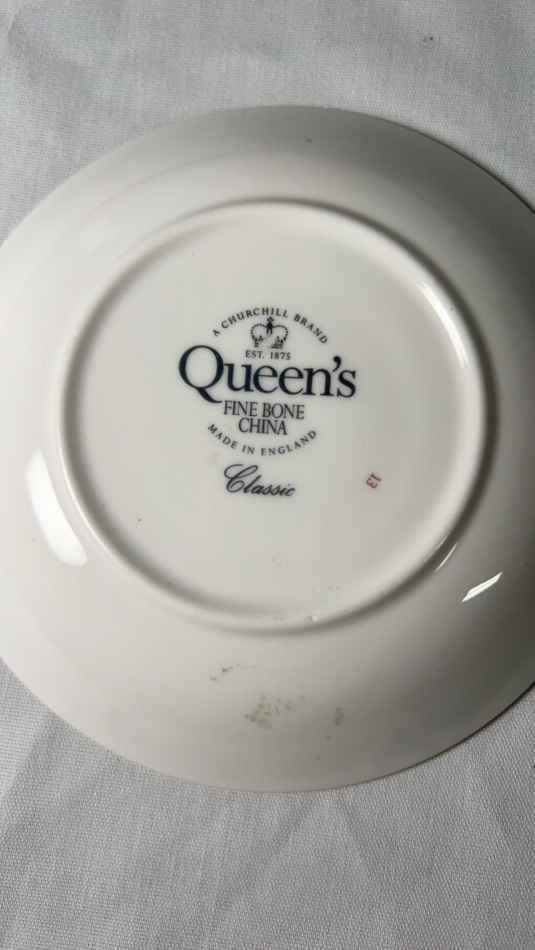 A CHURCHILL BRAND
EST. 1875
Queen's
FINE BONE
CHINA
MADE IN ENGLAND
Classic
13